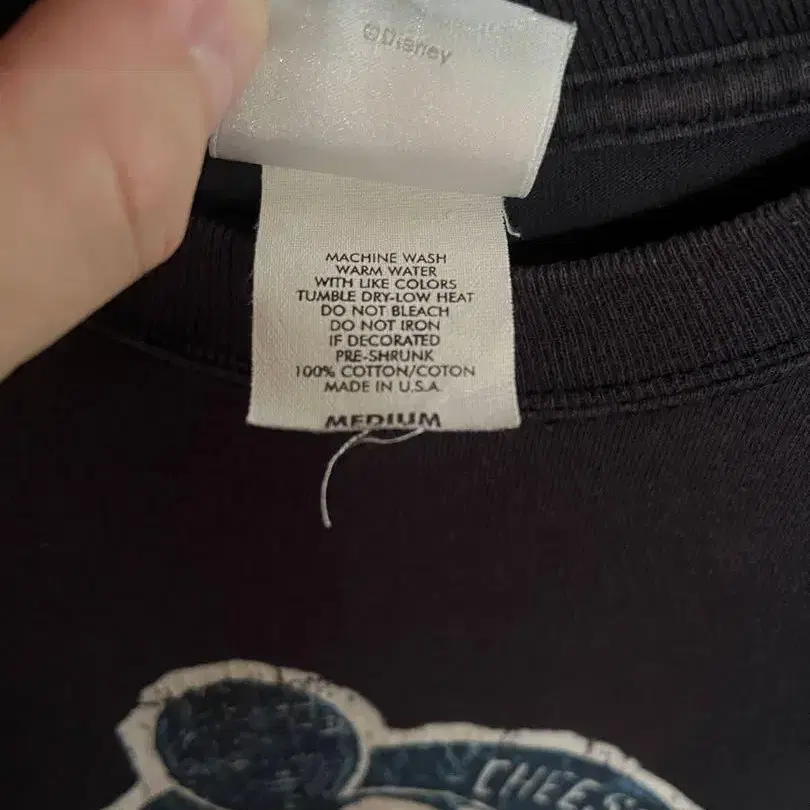 ©Disney
MACHINE WASH
WARM WATER
WITH LIKE COLORS
TUMBLE DRY-LOW HEAT
DO NOT BLEACH
DO NOT IRON
IF DECORATED
PRE-SHRUNK
100% COTTON/COTON
MADE IN U.S.A.
MEDIUM